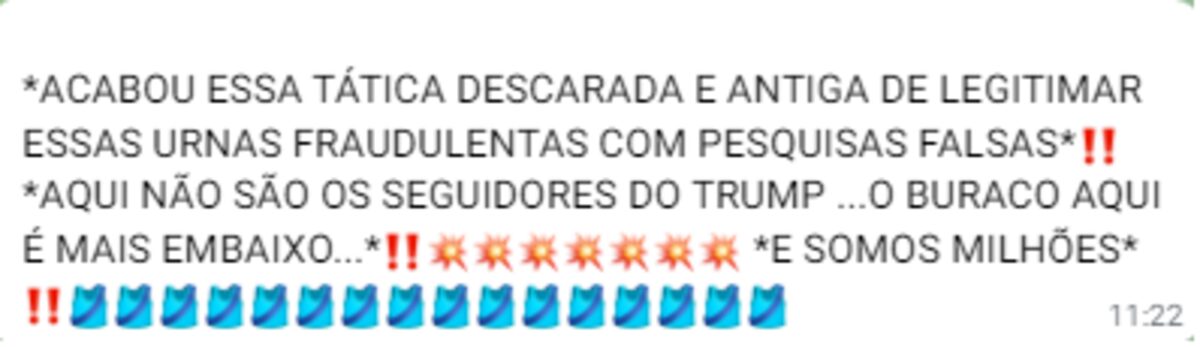 *ACABOU ESSA TÁTICA DESCARADA E ANTIGA DE LEGITIMAR
ESSAS URNAS FRAUDULENTAS COM PESQUISAS FALSAS*‼️
*AQUI NÃO SÃO OS SEGUIDORES DO TRUMP ...O BURACO AQUI
É MAIS EMBAIXO...*‼️💥💥💥💥💥💥💥 *E SOMOS MILHÕES*
‼️🎽🎽🎽🎽🎽🎽🎽🎽🎽🎽🎽🎽🎽🎽🎽🎽
11:22